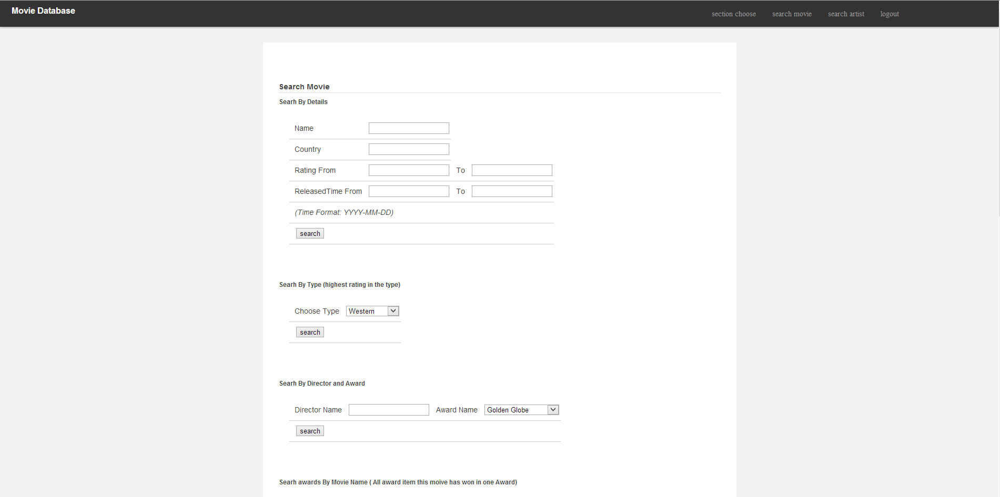 Movie Database
section choose search movie search artist logout
Search Movie
Searh By Details
Name
Country
Rating From To
ReleasedTime From To
(Time Format: YYYY-MM-DD)
search
Searh By Type (highest rating in the type)
Choose Type Western
search
Searh By Director and Award
Director Name Award Name Golden Globe
search
Searh awards By Movie Name ( All award item this moive has won in one Award)